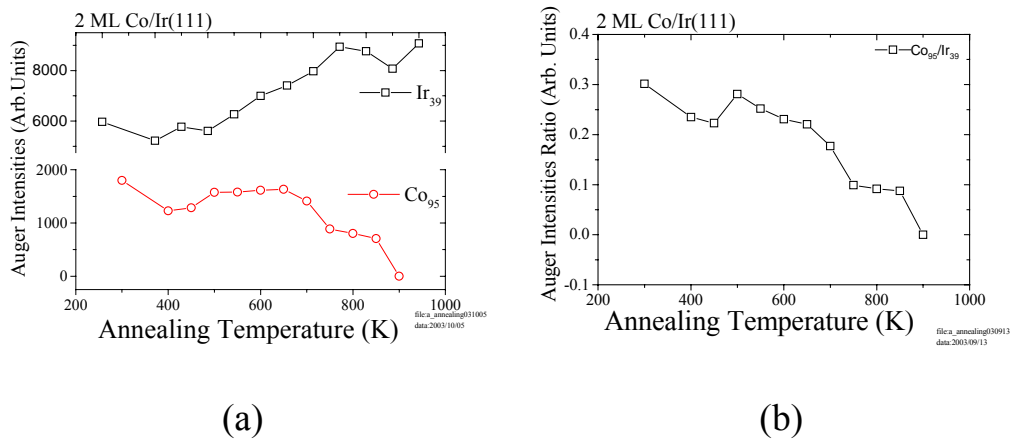 2 ML Co/Ir(111)
Auger Intensities (Arb.Units)
8000
6000
2000
1000
0
Ir39
Co95
200 400 600 800 1000
Annealing Temperature (K)
file:a_annealing031005
data:2003/10/05
(a)
2 ML Co/Ir(111)
Auger Intensities Ratio (Arb. Units)
0.4
0.3
0.2
0.1
0.0
-0.1
Co95/Ir39
200 400 600 800 1000
Annealing Temperature (K)
file:a_annealing030913
data:2003/09/13
(b)